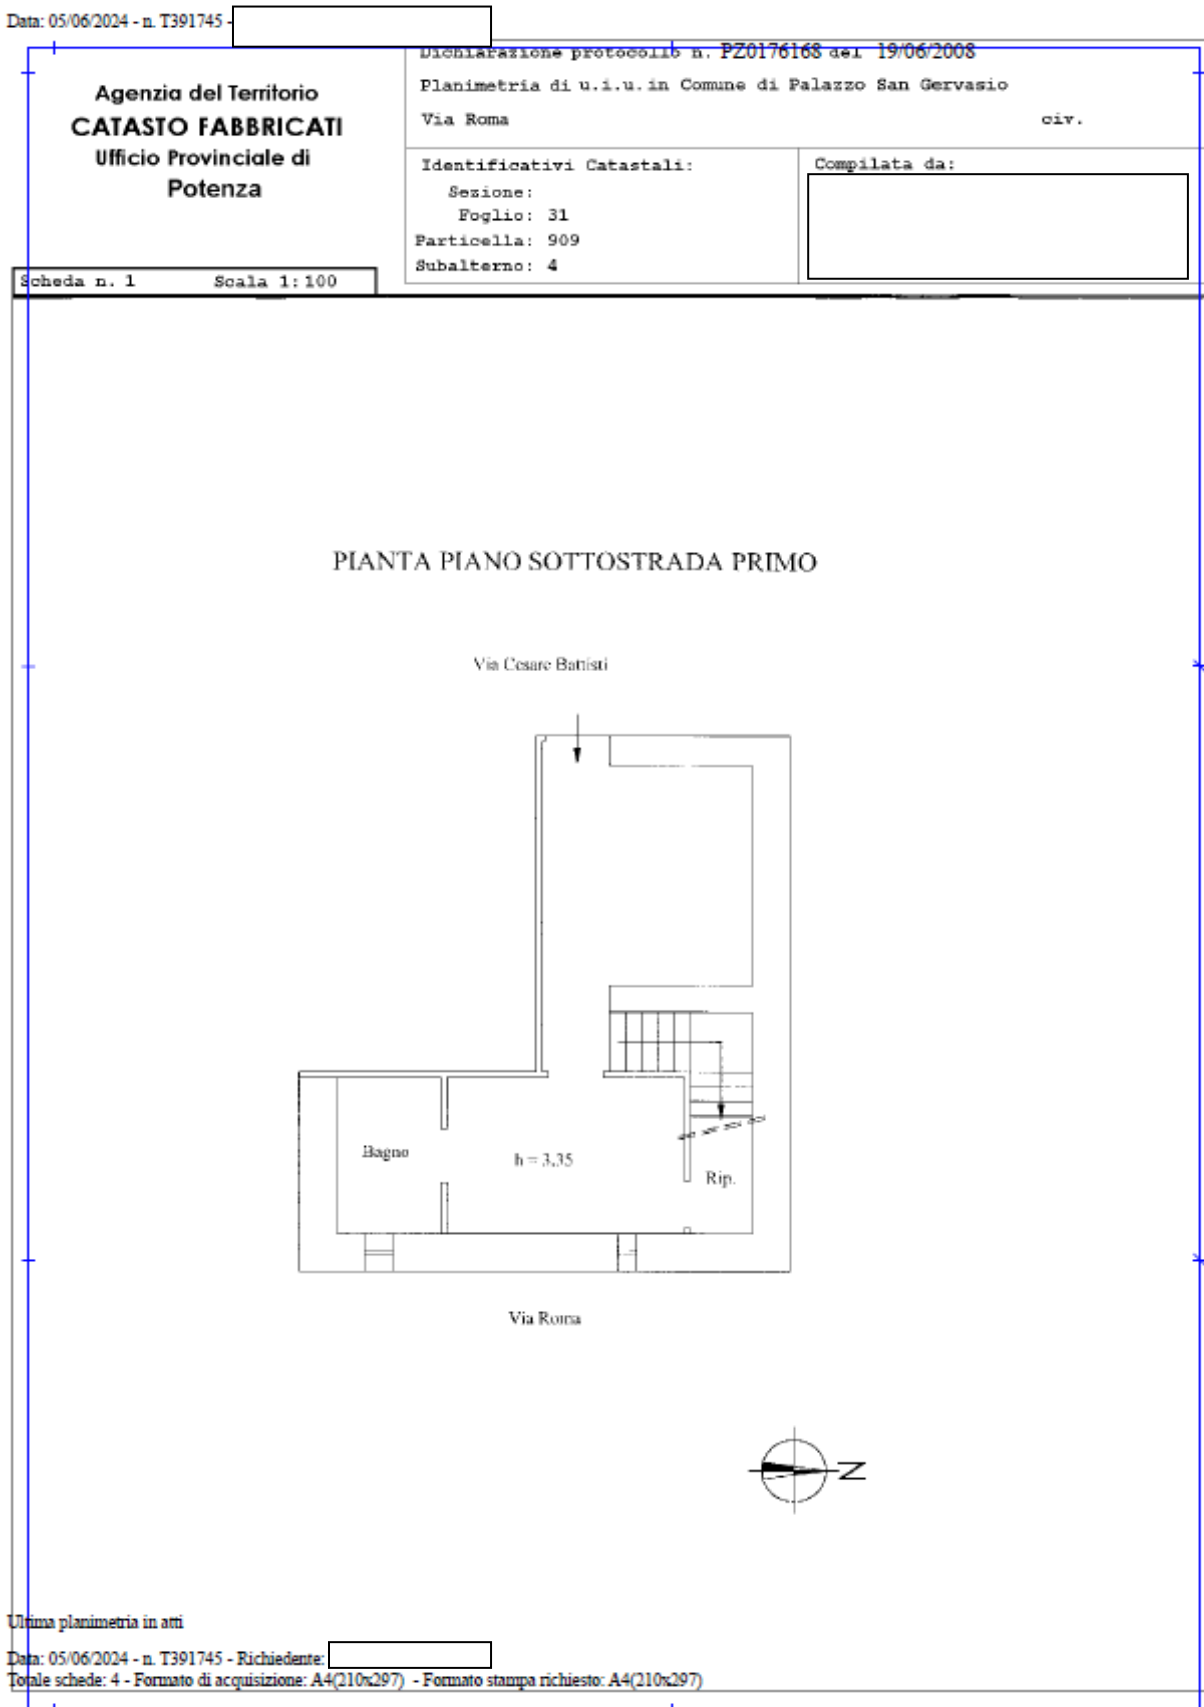 Data: 05/06/2024 - n. T391745 -
Agenzia del Territorio
CATASTO FABBRICATI
Ufficio Provinciale di
Potenza
Dichiarazione protocollo n. PZ0176168 del 19/06/2008
Planimetria di u.i.u. in Comune di Palazzo San Gervasio
Via Roma civ.
Identificativi Catastali:
Sezione:
Foglio: 31
Particella: 909
Subalterno: 4
Compilata da:
Scheda n. 1 Scala 1:100
PIANTA PIANO SOTTOSTRADA PRIMO
Via Cesare Battisti
Bagno
h = 3,35
Rip.
Via Roma
N
Ultima planimetria in atti
Data: 05/06/2024 - n. T391745 - Richiedente:
Totale schede: 4 - Formato di acquisizione: A4(210x297) - Formato stampa richiesto: A4(210x297)